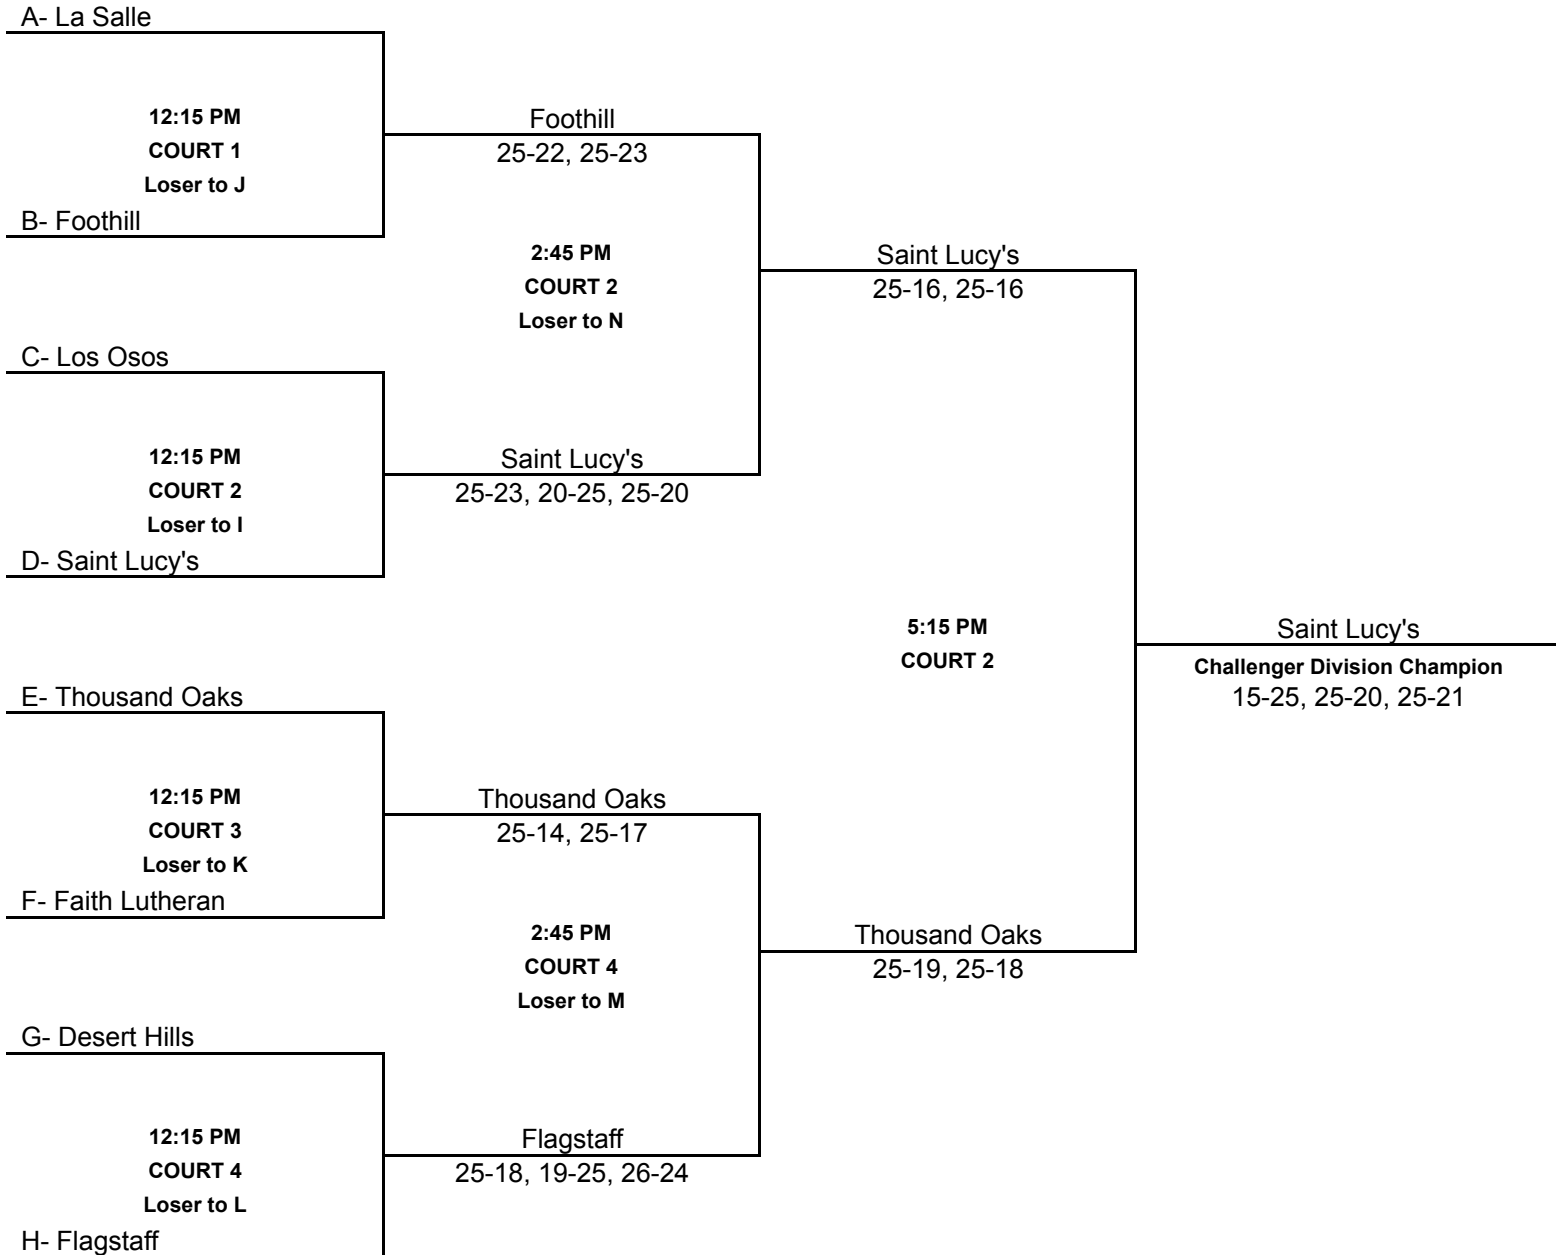 A- La Salle
12:15 PM
COURT 1
Loser to J
B- Foothill
Foothill
25-22, 25-23
2:45 PM
COURT 2
Loser to N
C- Los Osos
12:15 PM
COURT 2
Loser to I
D- Saint Lucy's
Saint Lucy's
25-23, 20-25, 25-20
Saint Lucy's
25-16, 25-16
5:15 PM
COURT 2
E- Thousand Oaks
12:15 PM
COURT 3
Loser to K
F- Faith Lutheran
Thousand Oaks
25-14, 25-17
2:45 PM
COURT 4
Loser to M
G- Desert Hills
12:15 PM
COURT 4
Loser to L
H- Flagstaff
Flagstaff
25-18, 19-25, 26-24
Thousand Oaks
25-19, 25-18
Saint Lucy's
Challenger Division Champion
15-25, 25-20, 25-21